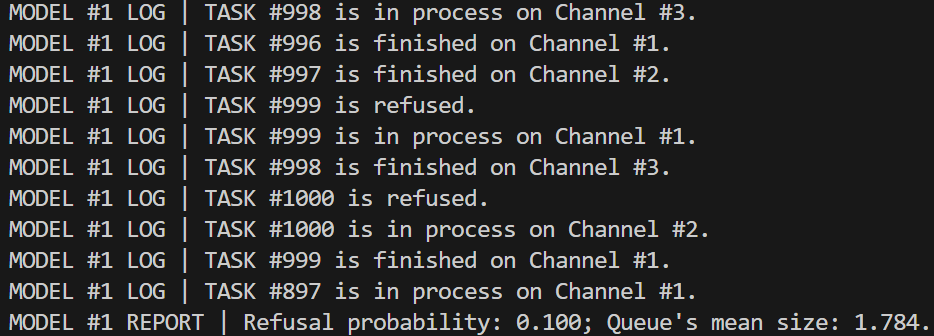 MODEL #1 LOG | TASK #998 is in process on Channel #3.
MODEL #1 LOG | TASK #996 is finished on Channel #1.
MODEL #1 LOG | TASK #997 is finished on Channel #2.
MODEL #1 LOG | TASK #999 is refused.
MODEL #1 LOG | TASK #999 is in process on Channel #1.
MODEL #1 LOG | TASK #998 is finished on Channel #3.
MODEL #1 LOG | TASK #1000 is refused.
MODEL #1 LOG | TASK #1000 is in process on Channel #2.
MODEL #1 LOG | TASK #999 is finished on Channel #1.
MODEL #1 LOG | TASK #897 is in process on Channel #1.
MODEL #1 REPORT | Refusal probability: 0.100; Queue's mean size: 1.784.